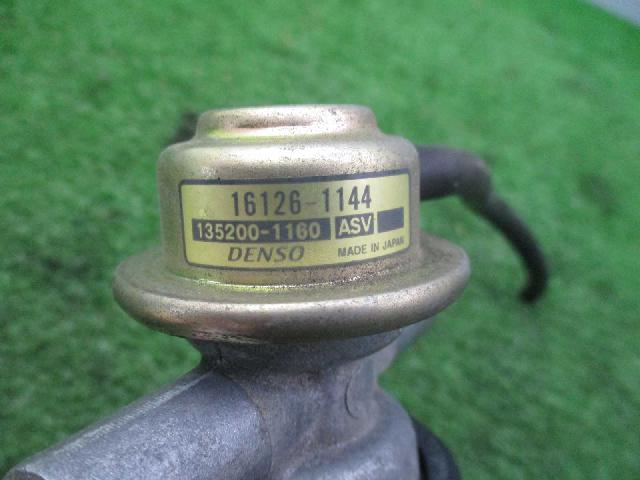 16126-1144
135200-1160 ASV
DENSO MADE IN JAPAN